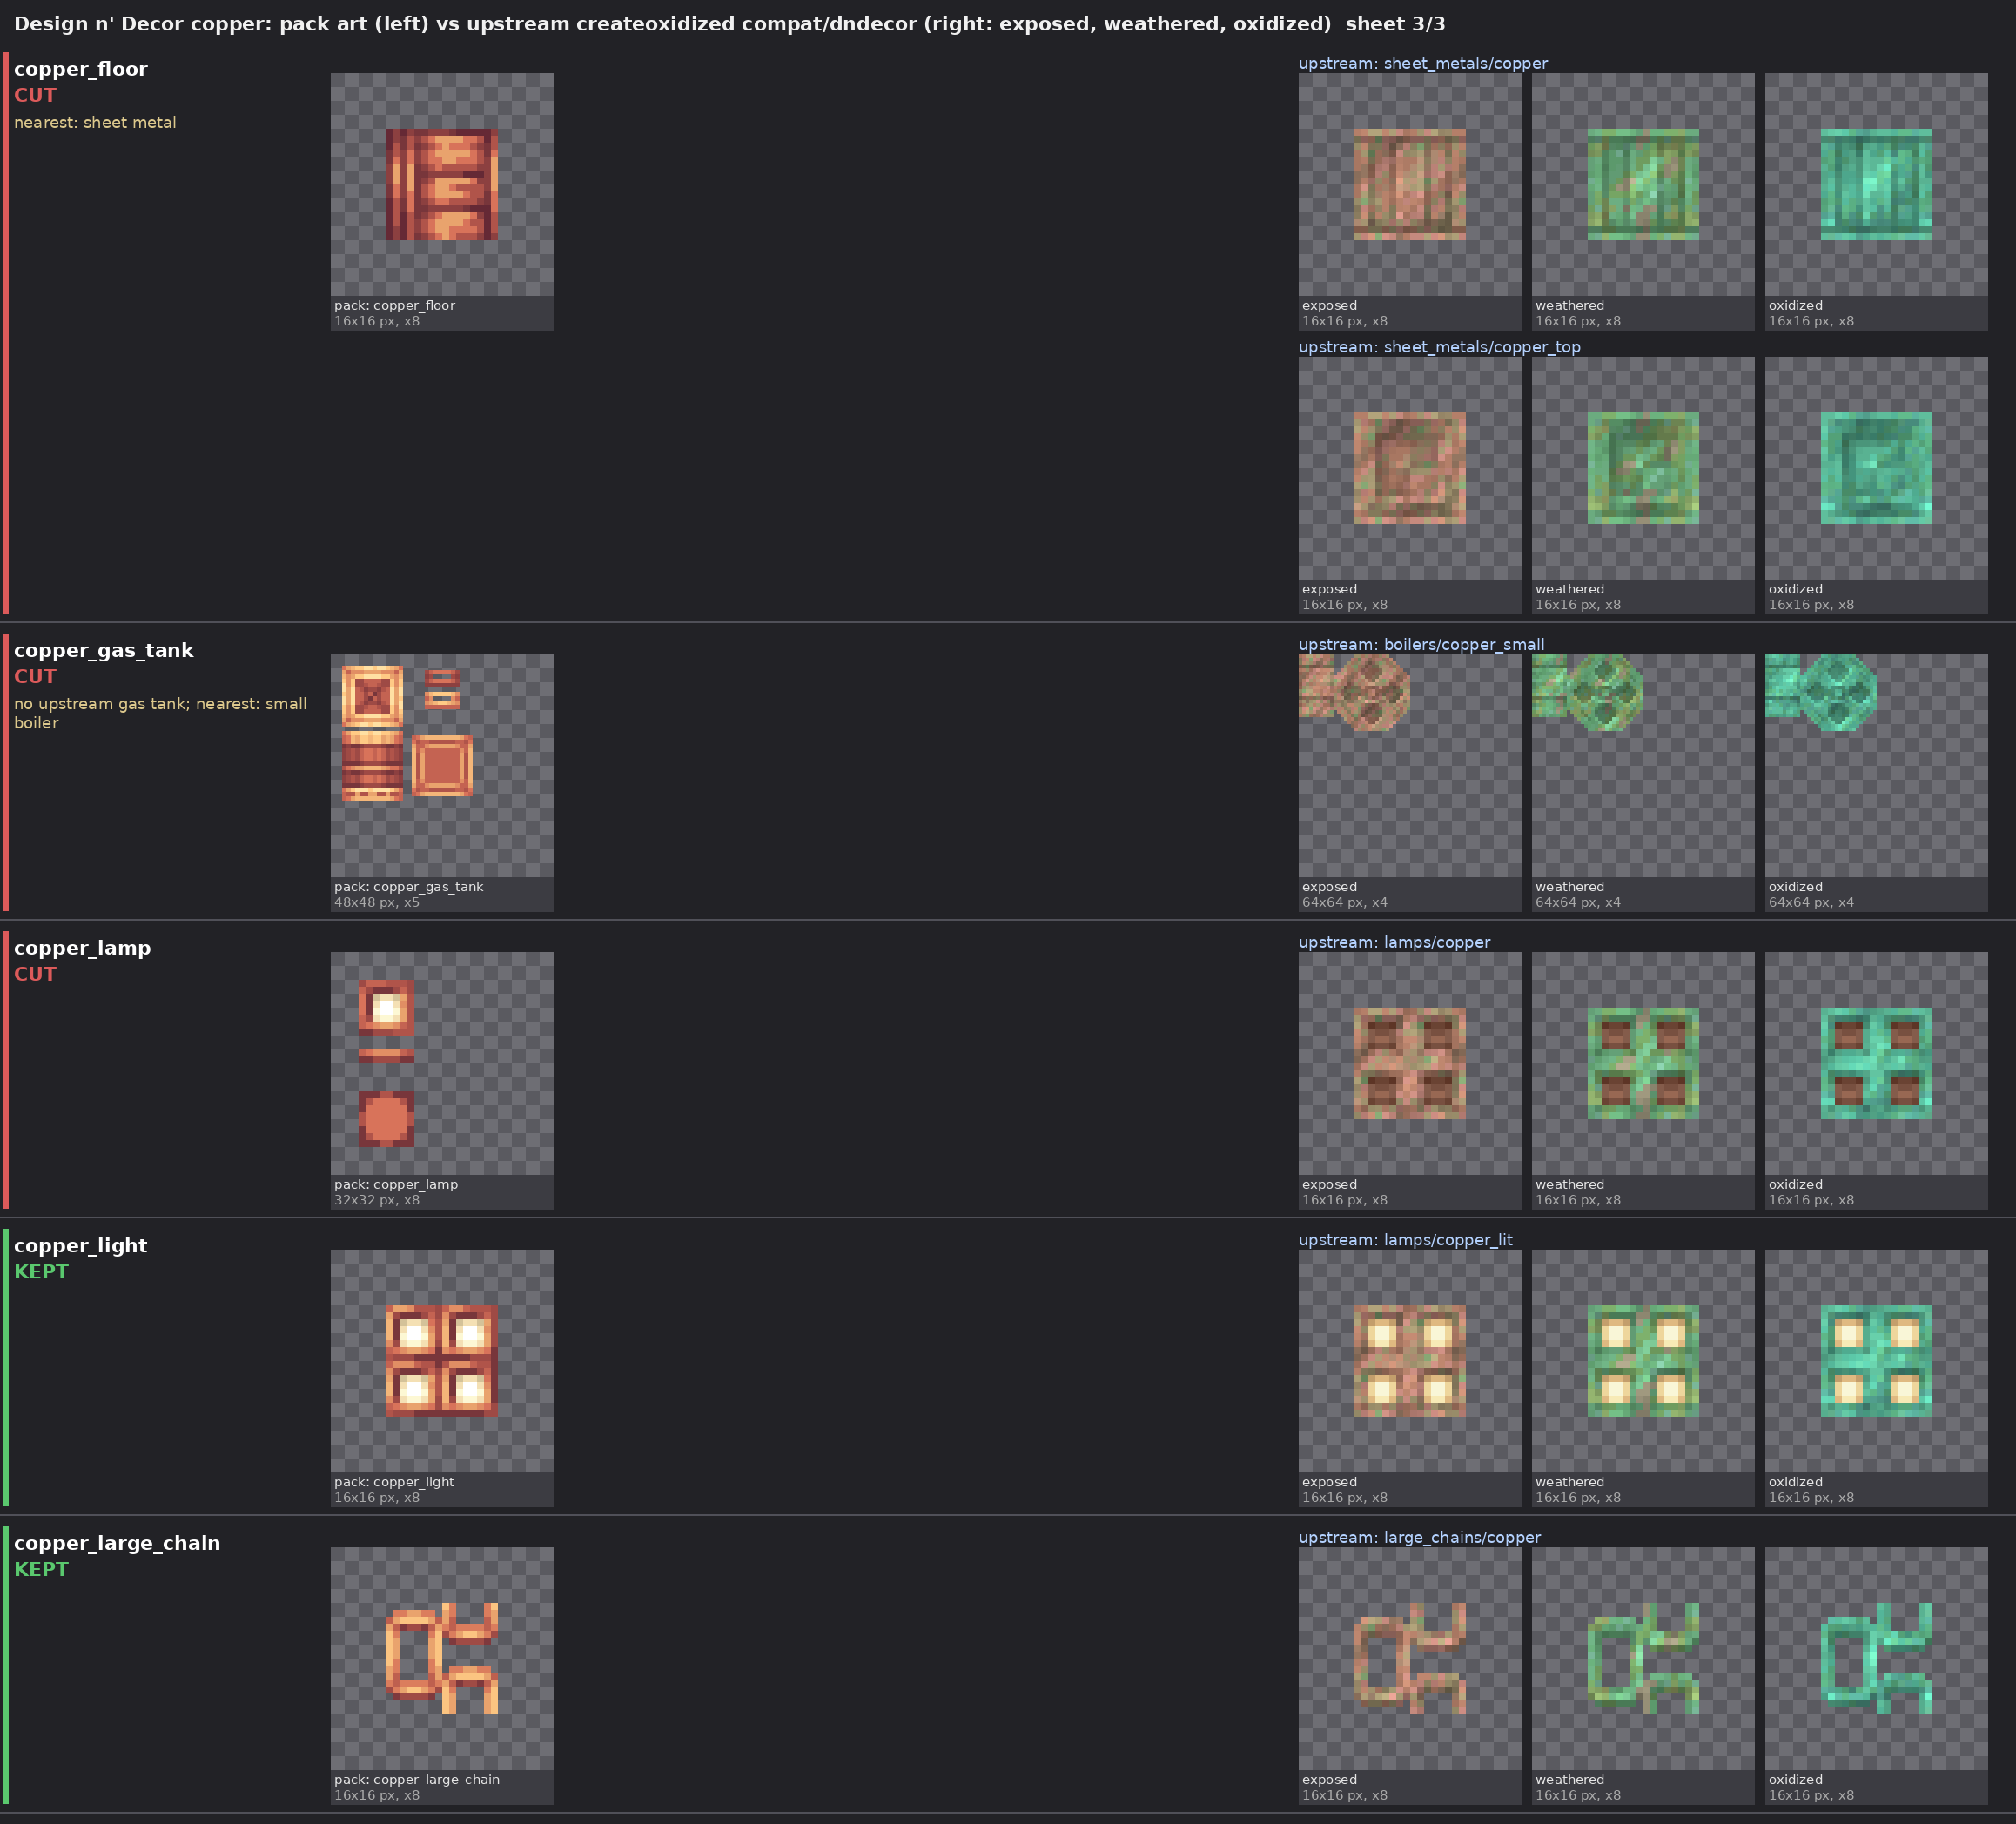 Design n' Decor copper: pack art (left) vs upstream createoxidized compat/dndecor (right: exposed, weathered, oxidized)  sheet 3/3
copper_floor
CUT
nearest: sheet metal
pack: copper_floor
16x16 px, x8
upstream: sheet_metals/copper
exposed
16x16 px, x8
weathered
16x16 px, x8
oxidized
16x16 px, x8
upstream: sheet_metals/copper_top
exposed
16x16 px, x8
weathered
16x16 px, x8
oxidized
16x16 px, x8
copper_gas_tank
CUT
no upstream gas tank; nearest: small
boiler
pack: copper_gas_tank
48x48 px, x5
upstream: boilers/copper_small
exposed
64x64 px, x4
weathered
64x64 px, x4
oxidized
64x64 px, x4
copper_lamp
CUT
pack: copper_lamp
32x32 px, x8
upstream: lamps/copper
exposed
16x16 px, x8
weathered
16x16 px, x8
oxidized
16x16 px, x8
copper_light
KEPT
pack: copper_light
16x16 px, x8
upstream: lamps/copper_lit
exposed
16x16 px, x8
weathered
16x16 px, x8
oxidized
16x16 px, x8
copper_large_chain
KEPT
pack: copper_large_chain
16x16 px, x8
upstream: large_chains/copper
exposed
16x16 px, x8
weathered
16x16 px, x8
oxidized
16x16 px, x8